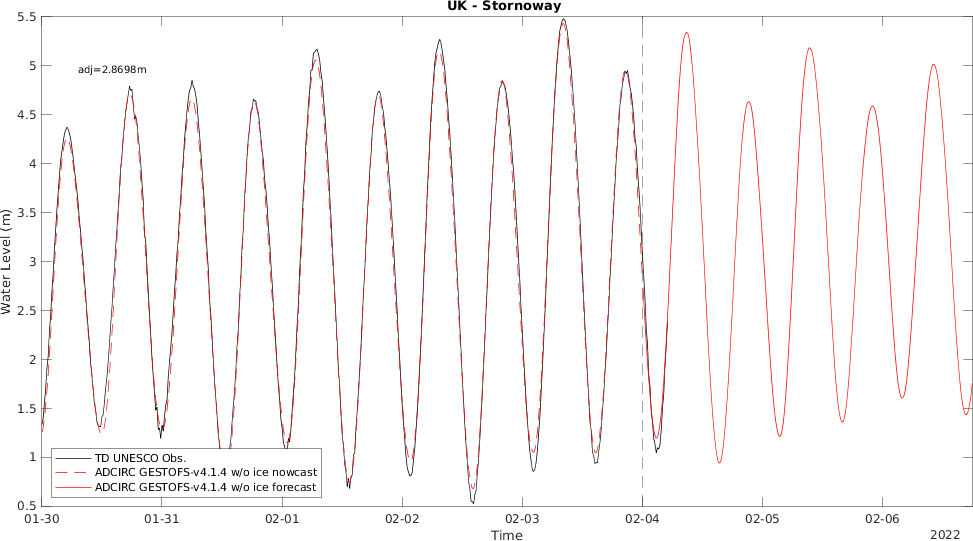 UK - Stornoway
5.5
5
4.5
4
3.5
3
2.5
2
1.5
1
0.5
Water Level (m)
adj=2.8698m
TD UNESCO Obs.
ADCIRC GESTOFS-v4.1.4 w/o ice nowcast
ADCIRC GESTOFS-v4.1.4 w/o ice forecast
01-30 01-31 02-01 02-02 02-03 02-04 02-05 02-06
Time
2022